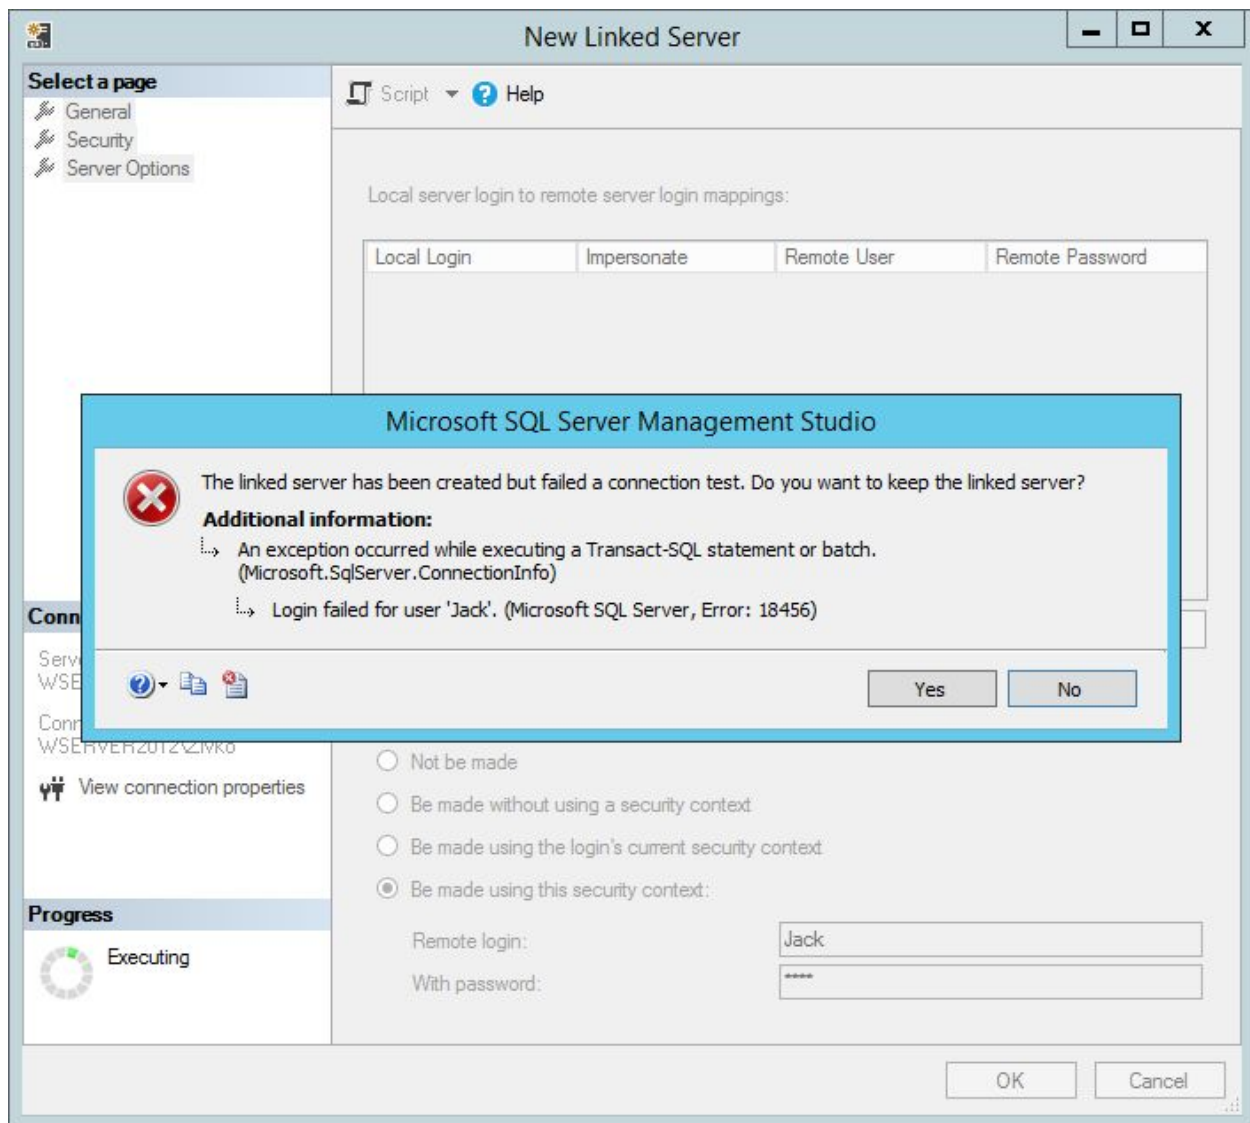 New Linked Server
Select a page
General
Security
Server Options
Script
Help
Local server login to remote server login mappings:
Local Login Impersonate Remote User Remote Password
Microsoft SQL Server Management Studio
The linked server has been created but failed a connection test. Do you want to keep the linked server?
Additional information:
An exception occurred while executing a Transact-SQL statement or batch.
(Microsoft.SqlServer.ConnectionInfo)
Login failed for user 'Jack'. (Microsoft SQL Server, Error: 18456)
Yes No
Conn
Serv
WSE
Conn
WSERVER2012\Zivko
View connection properties
Not be made
Be made without using a security context
Be made using the login's current security context
Be made using this security context:
Remote login: Jack
With password: ****
Progress
Executing
OK Cancel